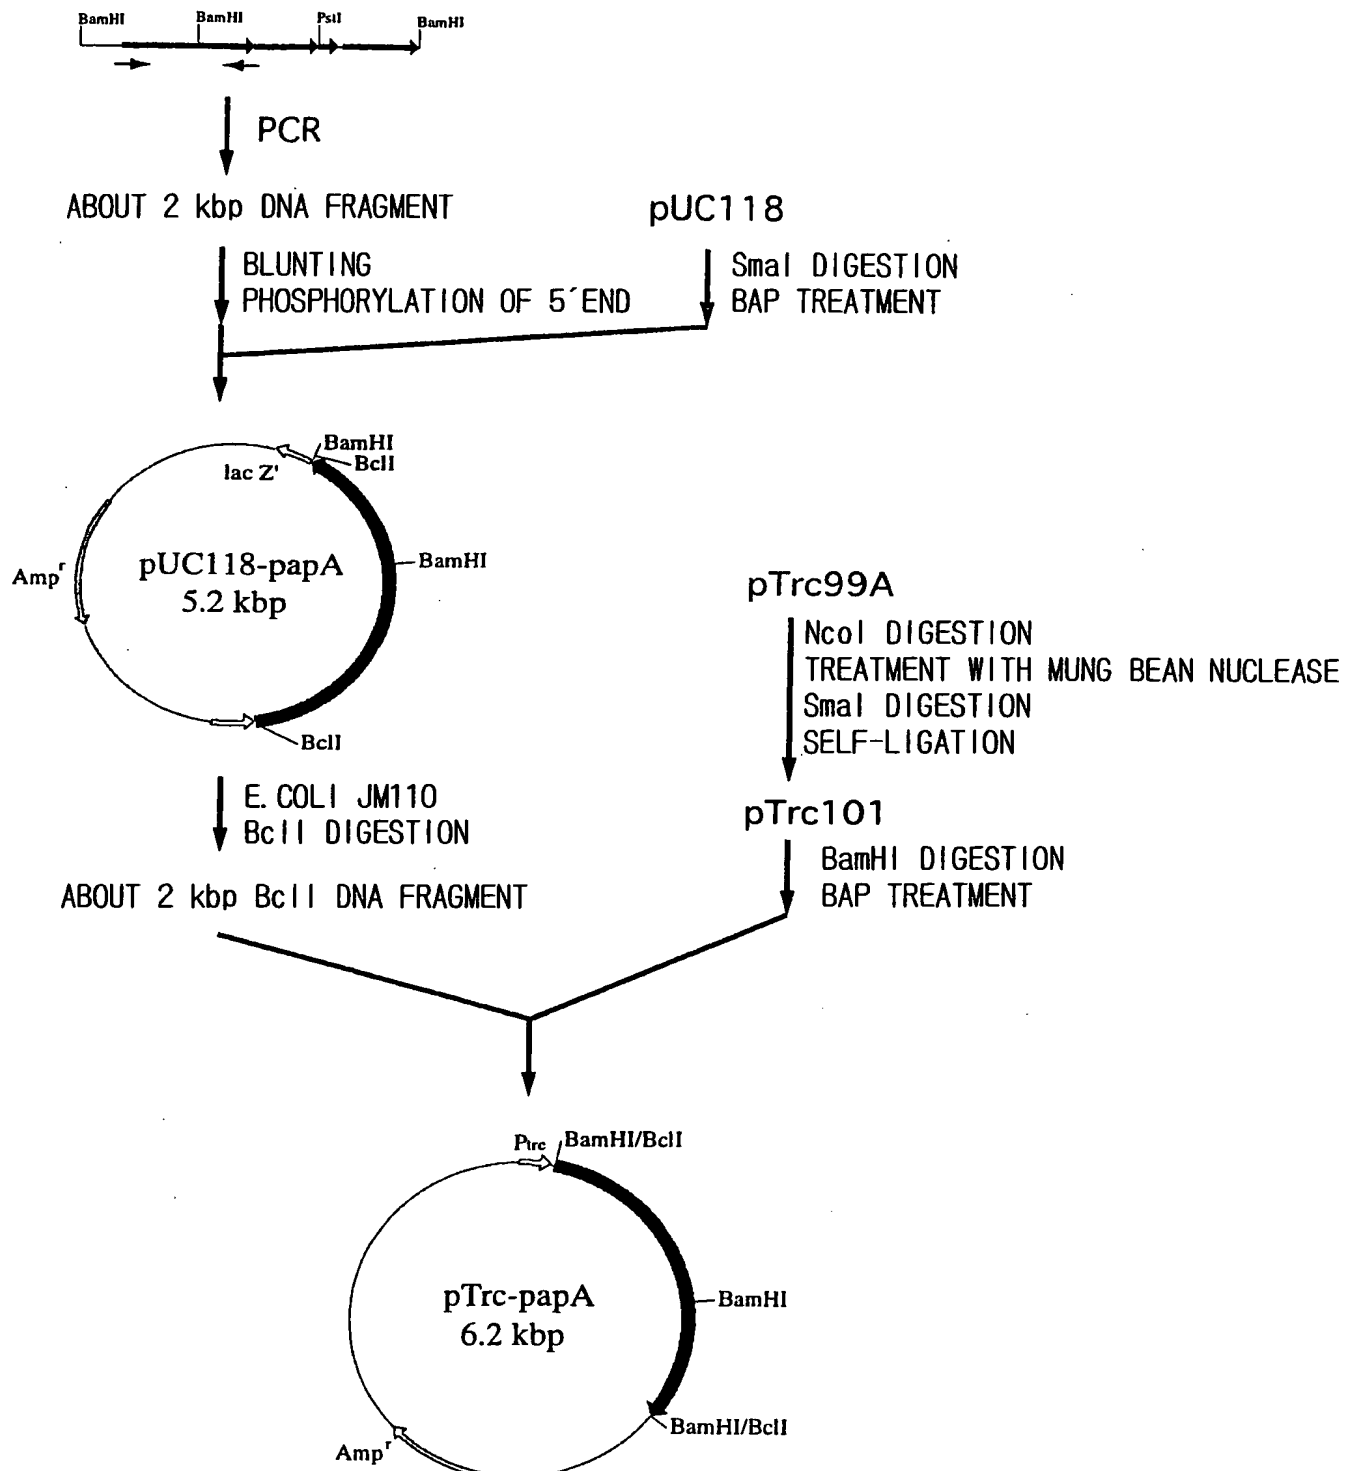 BamHI
BamHI
PstI
BamHI
PCR
ABOUT 2 kbp DNA FRAGMENT
pUC118
BLUNTING
PHOSPHORYLATION OF 5´END
SmaI DIGESTION
BAP TREATMENT
BamHI
BclI
lac Z'
BamHI
Amp^r
pUC118-papA
5.2 kbp
BclI
pTrc99A
NcoI DIGESTION
TREATMENT WITH MUNG BEAN NUCLEASE
SmaI DIGESTION
SELF-LIGATION
E. COLI JM110
BclI DIGESTION
pTrc101
BamHI DIGESTION
BAP TREATMENT
ABOUT 2 kbp BclI DNA FRAGMENT
Ptrc
BamHI/BclI
pTrc-papA
6.2 kbp
BamHI
BamHI/BclI
Amp^r